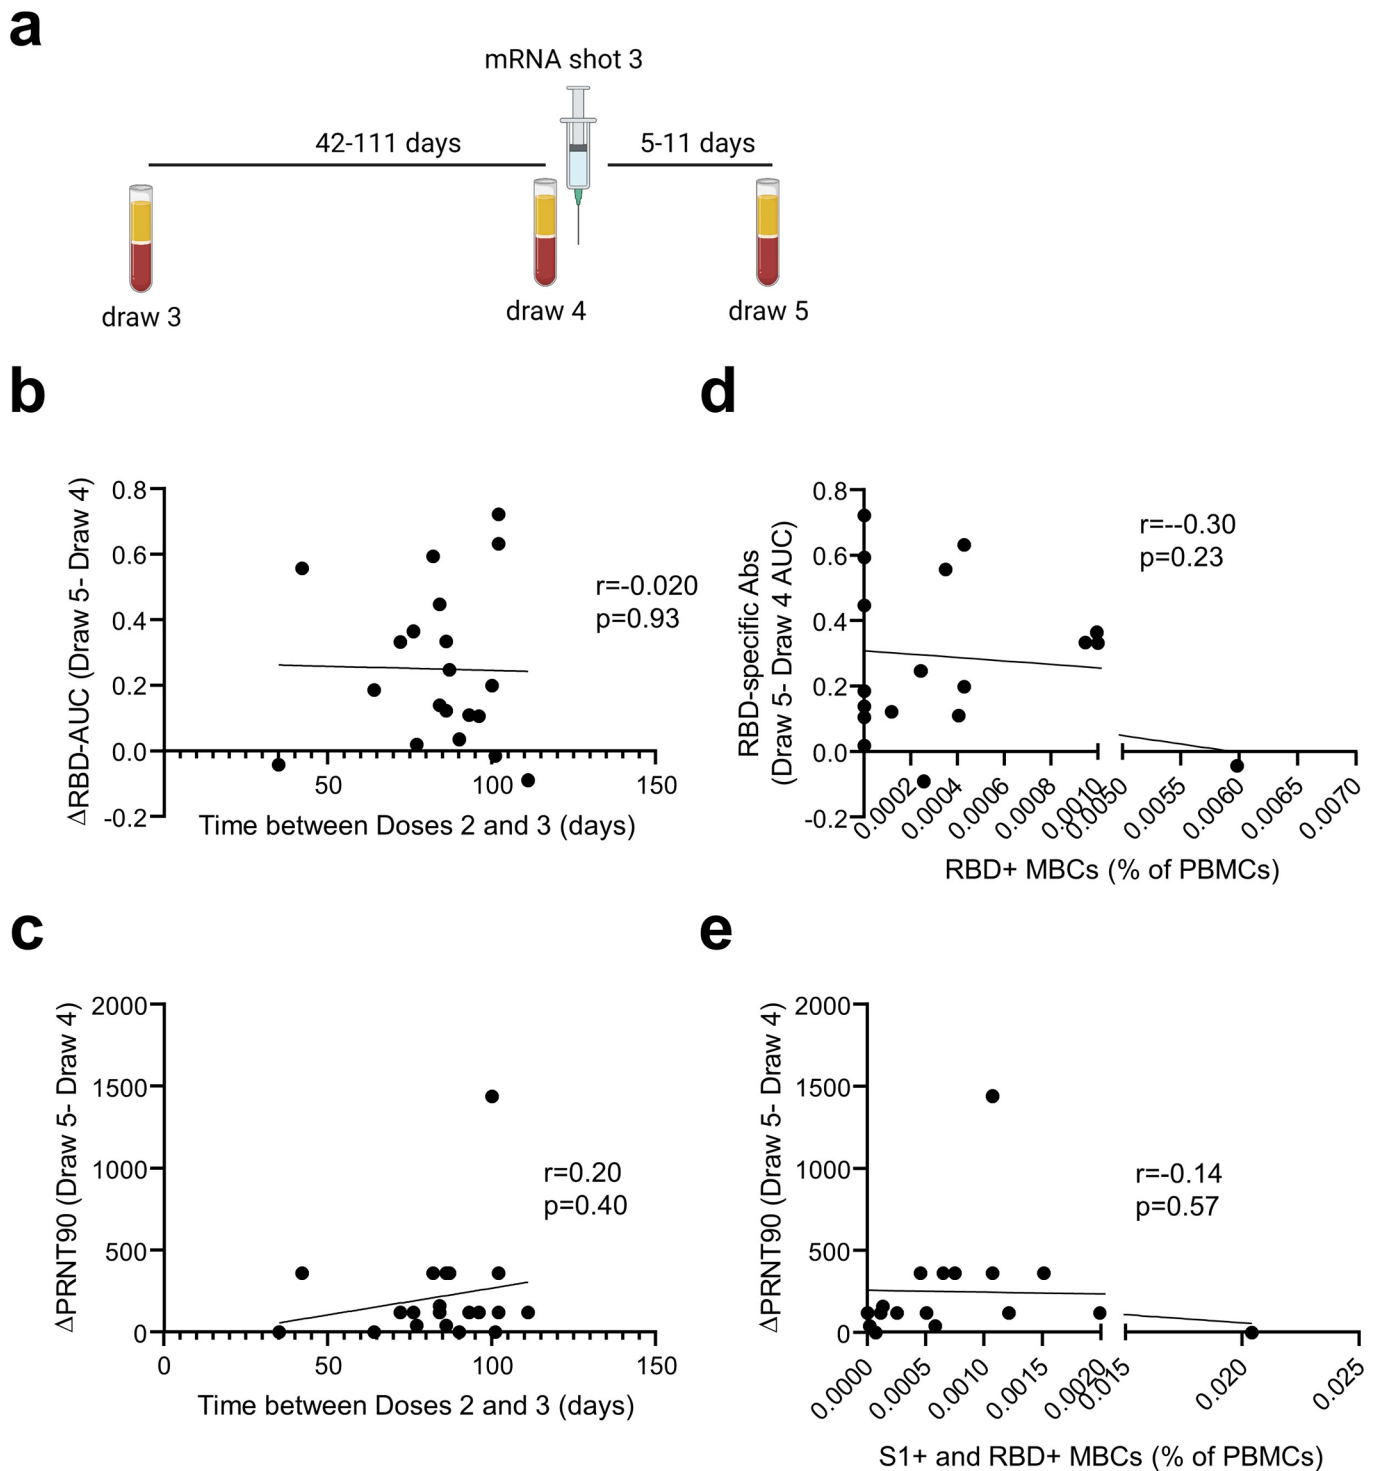 a
mRNA shot 3
42-111 days
5-11 days
draw 3
draw 4
draw 5
b
ΔRBD-AUC (Draw 5- Draw 4)
0.8
0.6
0.4
0.2
0.0
-0.2
50
100
150
r=-0.020
p=0.93
Time between Doses 2 and 3 (days)
d
RBD-specific Abs
(Draw 5- Draw 4 AUC)
0.8
0.6
0.4
0.2
0.0
-0.2
0.0002
0.0004
0.0006
0.0008
0.0010
0.0050
0.0055
0.0060
0.0065
0.0070
r=--0.30
p=0.23
RBD+ MBCs (% of PBMCs)
c
ΔPRNT90 (Draw 5- Draw 4)
2000
1500
1000
500
0
0
50
100
150
r=0.20
p=0.40
Time between Doses 2 and 3 (days)
e
ΔPRNT90 (Draw 5- Draw 4)
2000
1500
1000
500
0
0.0000
0.0005
0.0010
0.0015
0.0020
0.015
0.020
0.025
r=-0.14
p=0.57
S1+ and RBD+ MBCs (% of PBMCs)